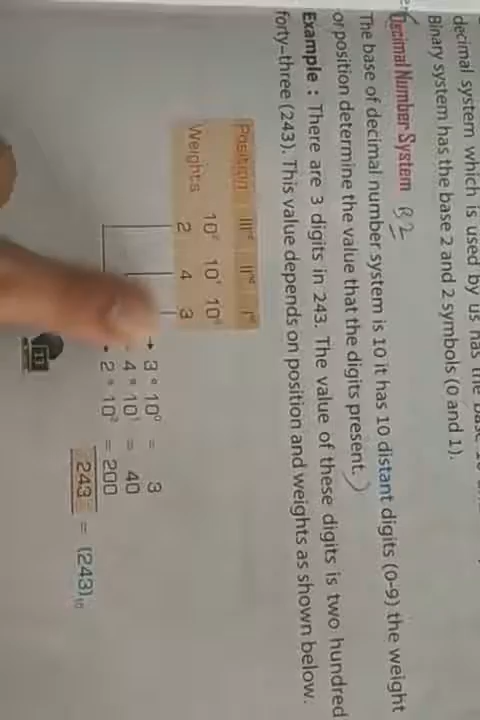 decimal system which is used by us has the base 10
Binary system has the base 2 and 2 symbols (0 and 1).
Decimal Number System B2
The base of decimal number system is 10 it has 10 distant digits (0-9) the weight
or position determine the value that the digits present.)
Example : There are 3 digits in 243. The value of these digits is two hundred
forty-three (243). This value depends on position and weights as shown below.
Position IIIrd IInd Ist
Weights 10² 10¹ 10⁰
2 4 3
3 * 10⁰ = 3
4 * 10¹ = 40
2 * 10² = 200
243 = (243)₁₀
17